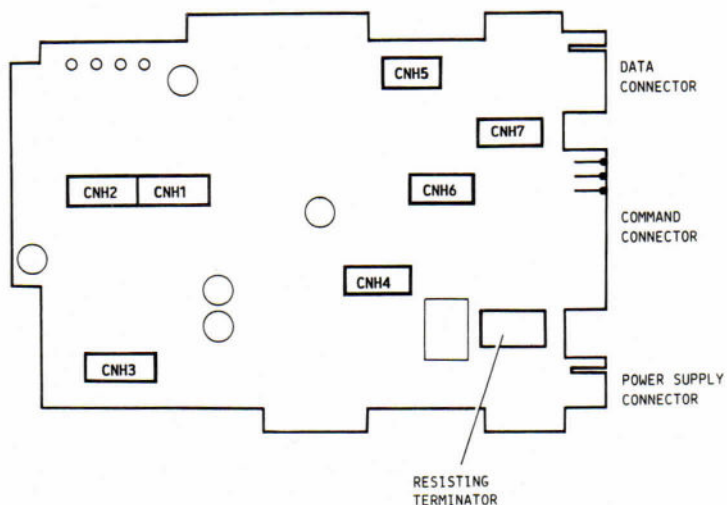 CNH5
DATA
CONNECTOR
CNH7
CNH2 CNH1
CNH6
COMMAND
CONNECTOR
CNH4
CNH3
POWER SUPPLY
CONNECTOR
RESISTING
TERMINATOR